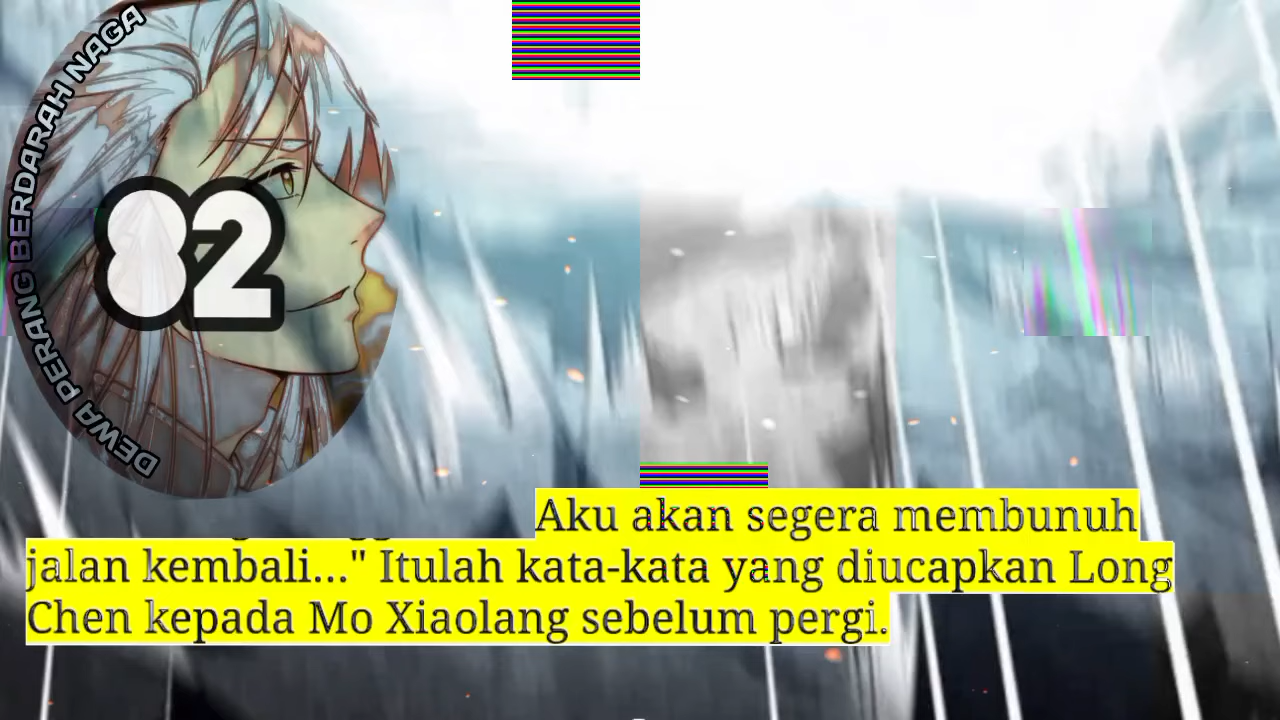 DEWA PERANG BERDARAH NAGA
82
Aku akan segera membunuh
jalan kembali..." Itulah kata-kata yang diucapkan Long
Chen kepada Mo Xiaolang sebelum pergi.